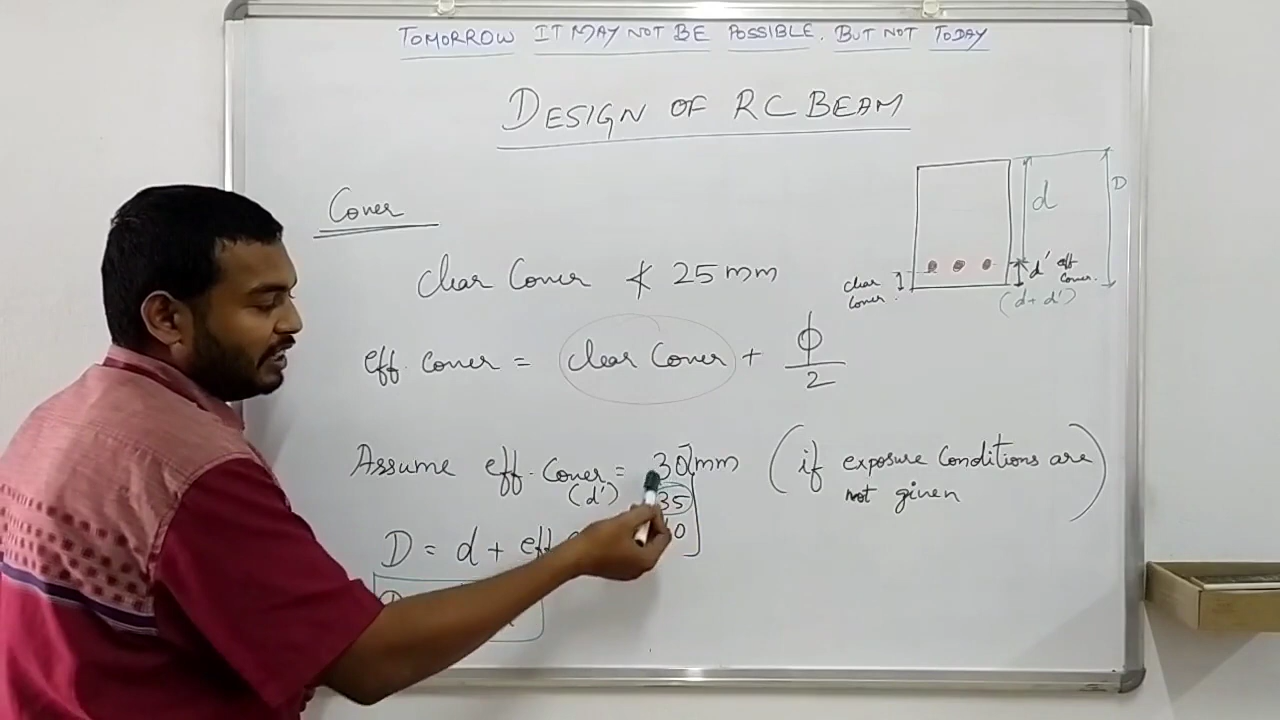 TOMORROW IT MAY NOT BE POSSIBLE. BUT NOT TODAY
DESIGN OF RC BEAM
Cover
Clear Cover ≮ 25 mm
eff. cover = clear Cover + ϕ/2
Assume eff. Cover = 30 mm (if exposure Conditions are
not given)
(d')
35
D = d + eff
d
D
d' eff
cover.
(d + d')
clear
cover.